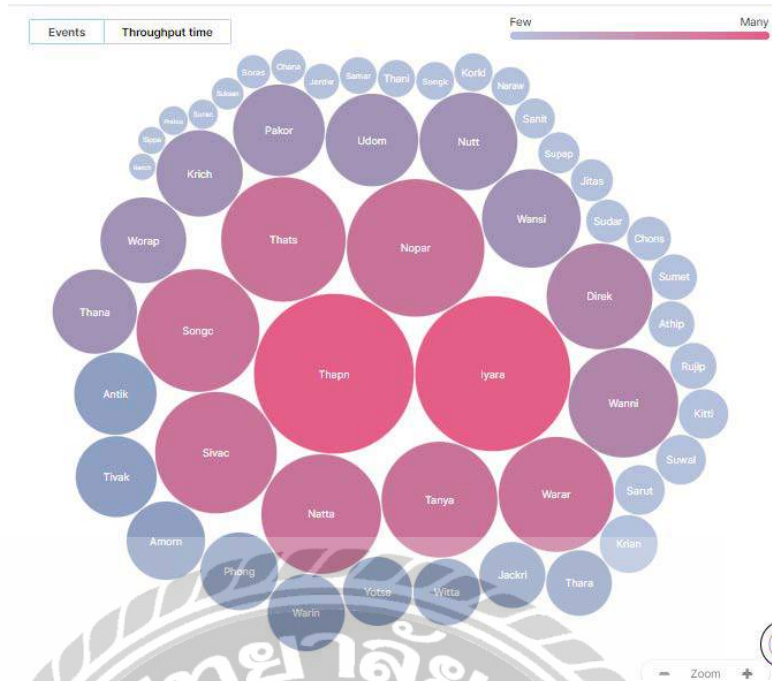 Events
Throughput time
Few
Many
Soras
Chana
Jerdw
Samar
Thani
Songk
Korki
Naraw
Sanit
Supap
Jitas
Sudar
Chons
Sumet
Athip
Rujip
Kitti
Suwal
Sarut
Krian
Pakor
Udom
Nutt
Krich
Wansi
Worap
Thats
Nopar
Direk
Thana
Songc
Thapn
Iyara
Wanni
Antik
Sivac
Tivak
Natta
Tanya
Warar
Amorn
Phong
Warin
Yotse
Witta
Jackri
Thara
Zoom